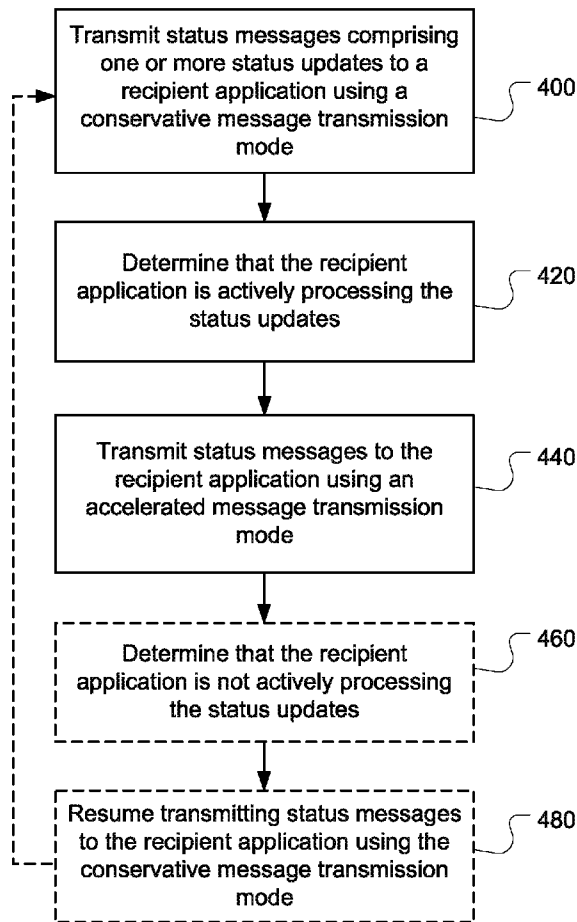 Transmit status messages comprising
one or more status updates to a
recipient application using a
conservative message transmission
mode
400
Determine that the recipient
application is actively processing the
status updates
420
Transmit status messages to the
recipient application using an
accelerated message transmission
mode
440
Determine that the recipient
application is not actively processing
the status updates
460
Resume transmitting status messages
to the recipient application using the
conservative message transmission
mode
480